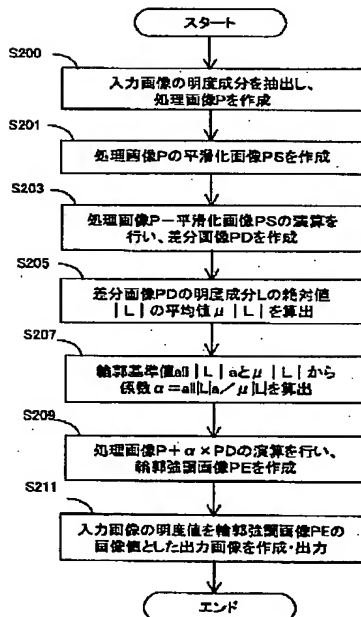 スタート
S200
入力画像の明度成分を抽出し、
処理画像Pを作成
S201
処理画像Pの平滑化画像PSを作成
S203
処理画像P－平滑化画像PSの演算を
行い、差分画像PDを作成
S205
差分画像PDの明度成分Lの絶対値
｜L｜の平均値μ｜L｜を算出
S207
輪郭基準値all｜L｜aとμ｜L｜から
係数α＝all|L|a／μ|L|を算出
S209
処理画像P＋α×PDの演算を行い、
輪郭強調画像PEを作成
S211
入力画像の明度値を輪郭強調画像PEの
画像値とした出力画像を作成・出力
エンド